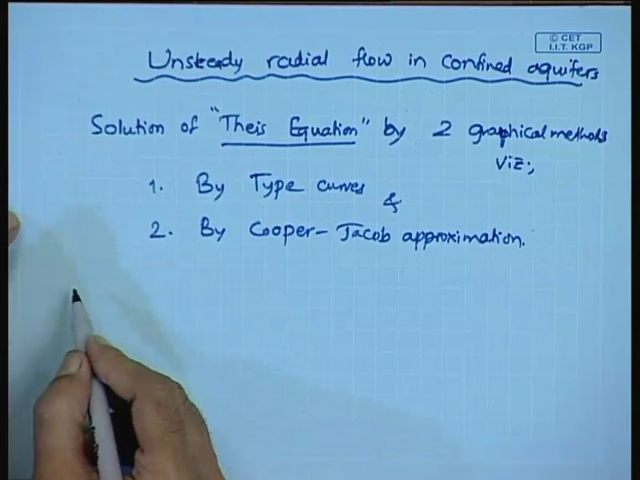 © CET
I.I.T. KGP
Unsteady radial flow in confined aquifers
Solution of "Theis Equation" by 2 graphical methods
Viz;
1. By Type curves &
2. By Cooper-Jacob approximation.